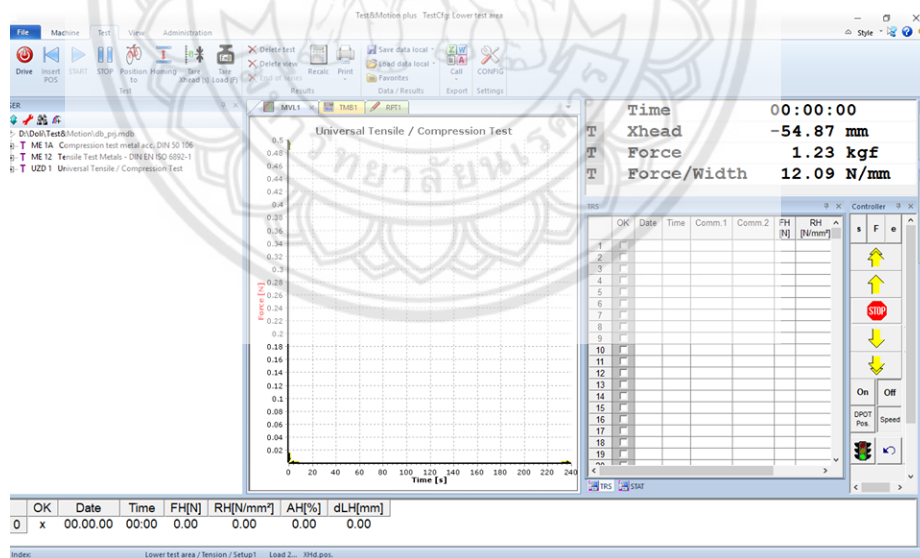 Test&Motion plus TestCfg: Lower test area
File Machine Test View Administration Style
Drive Insert POS START STOP Position to Homing Tare Xhead (s) Tare Load (F)
Test
Delete test
Delete view
End of Series
Recalc Print
Results
Save data local
Load data local
Favorites
Data / Results
Call
Export
CONFIG
Settings
SER
D:\Doli\Test&Motion\db_prj.mdb
T ME 1A Compression test metal acc. DIN 50 106
T ME 12 Tensile Test Metals - DIN EN ISO 6892-1
T UZD 1 Universal Tensile / Compression Test
MVL1 TMB1 RPT1
Universal Tensile / Compression Test
0.5
0.48
0.46
0.44
0.42
0.4
0.38
0.36
0.34
0.32
0.3
0.28
0.26
0.24
0.22
0.2
0.18
0.16
0.14
0.12
0.1
0.08
0.06
0.04
0.02
Force [N]
0 20 40 60 80 100 120 140 160 180 200 220 240
Time [s]
Time 00:00:00
T Xhead -54.87 mm
T Force 1.23 kgf
T Force/Width 12.09 N/mm
TRS
OK Date Time Comm.1 Comm.2 FH [N] RH [N/mm²]
1
2
3
4
5
6
7
8
9
10
11
12
13
14
15
16
17
18
19
20
TRS STAT
Controller
s F e
STOP
On Off
DPOT Pos. Speed
OK Date Time FH[N] RH[N/mm²] AH[%] dLH[mm]
0 x 00.00.00 00:00 0.00 0.00 0.00 0.00
Index: Lower test area / Tension / Setup1 Load 2... XHd.pos.